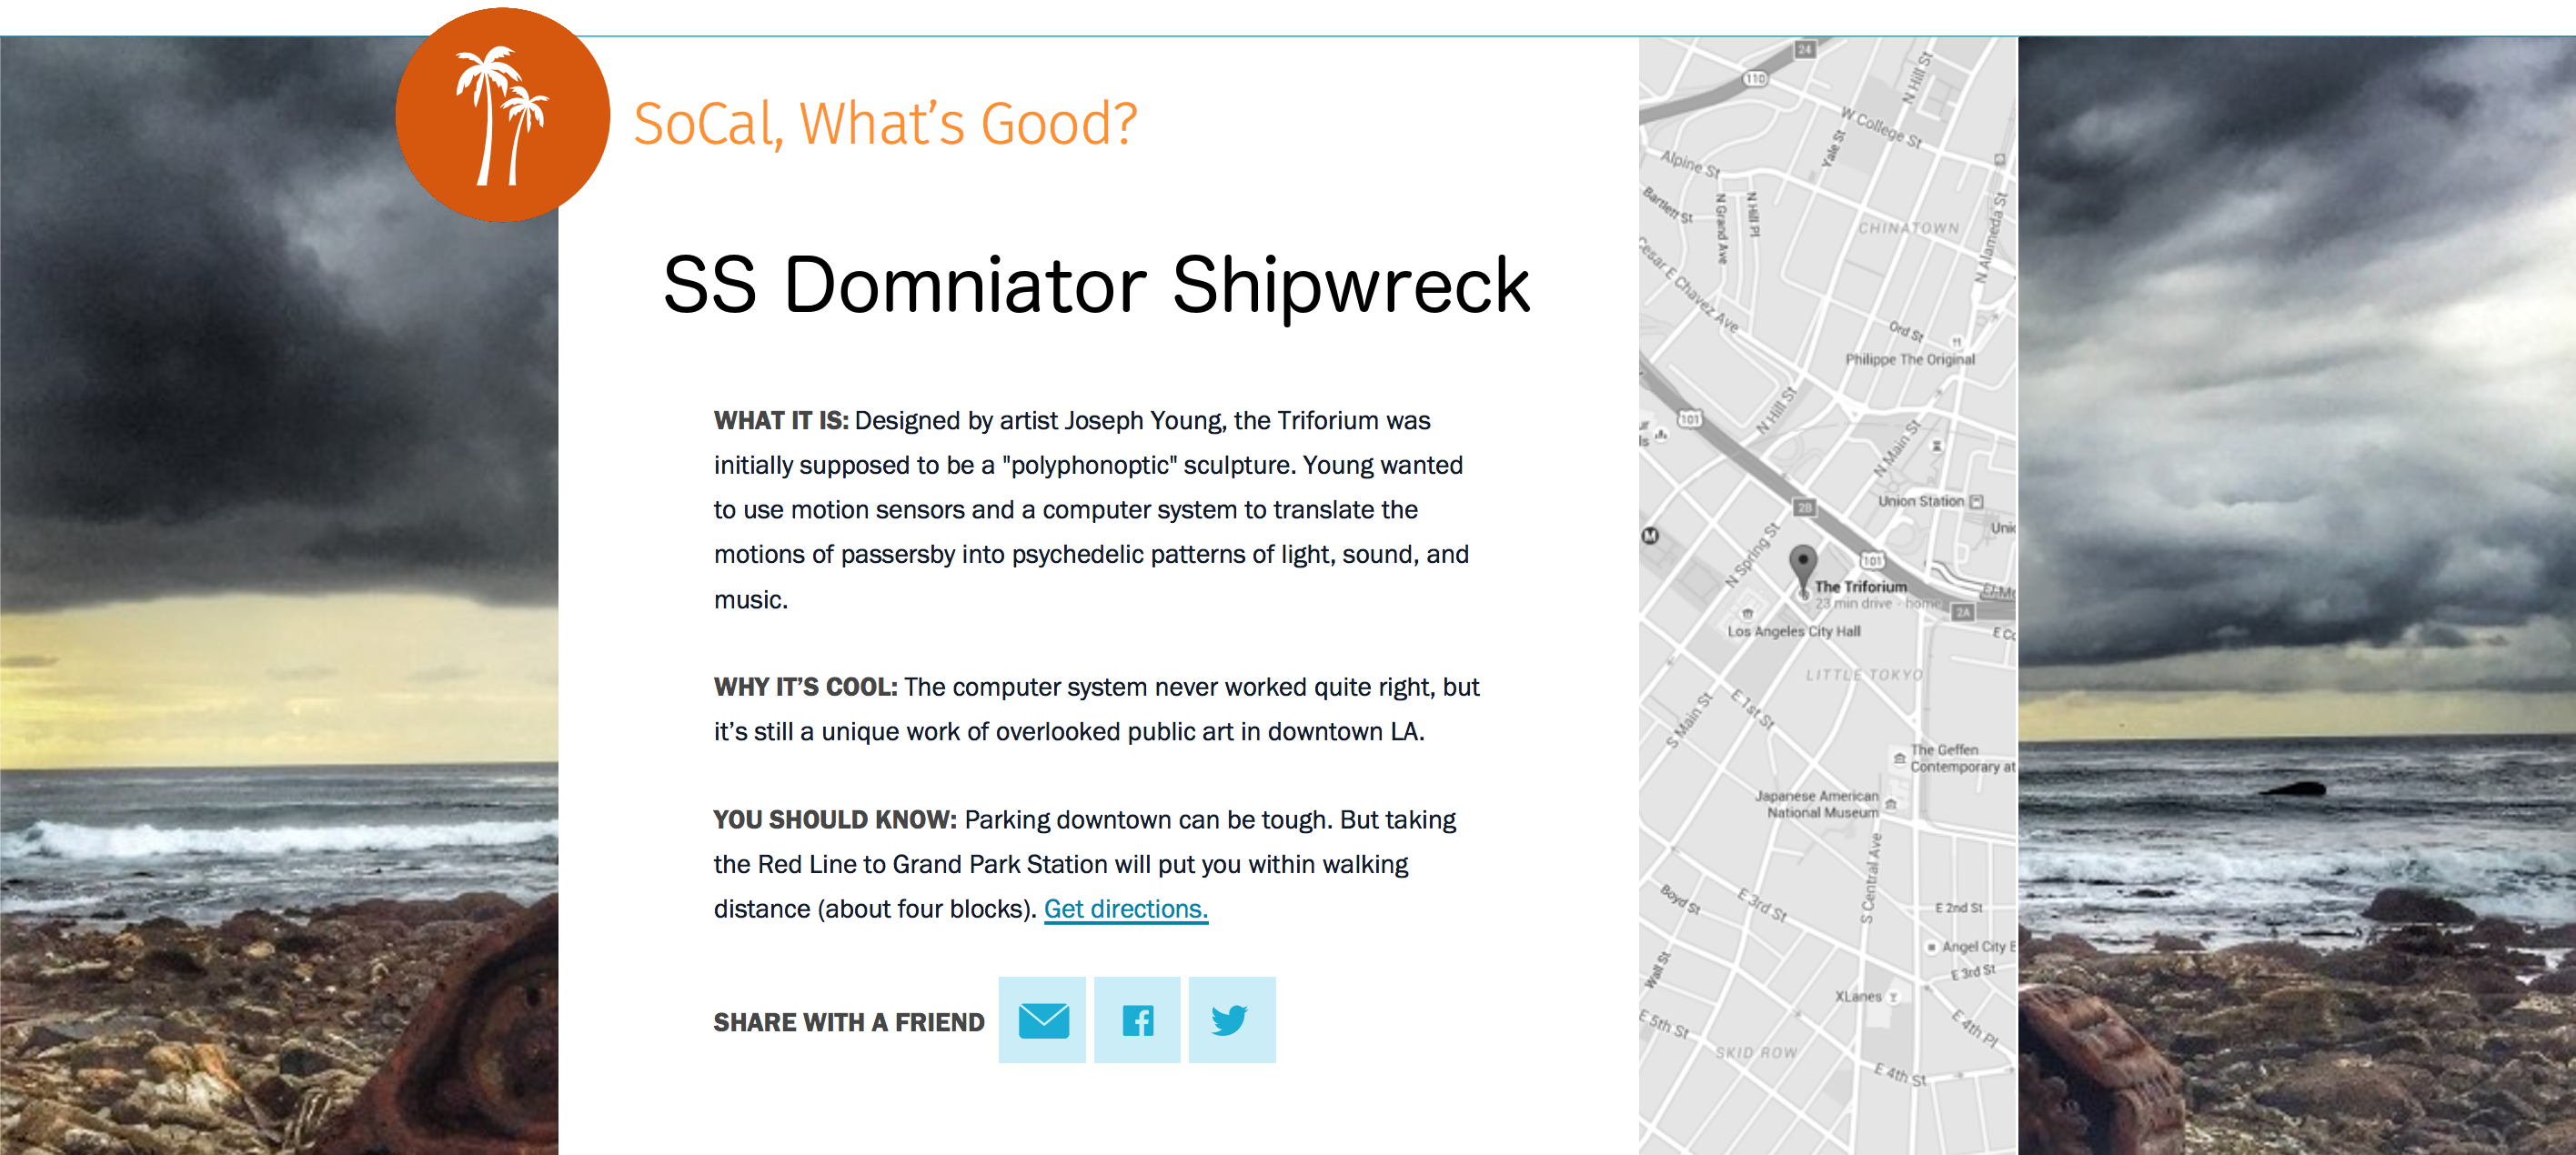 SoCal, What's Good?
SS Domniator Shipwreck
WHAT IT IS: Designed by artist Joseph Young, the Triforium was
initially supposed to be a "polyphonoptic" sculpture. Young wanted
to use motion sensors and a computer system to translate the
motions of passersby into psychedelic patterns of light, sound, and
music.
WHY IT’S COOL: The computer system never worked quite right, but
it’s still a unique work of overlooked public art in downtown LA.
YOU SHOULD KNOW: Parking downtown can be tough. But taking
the Red Line to Grand Park Station will put you within walking
distance (about four blocks). Get directions.
SHARE WITH A FRIEND
24
110
N Hill St
W College St
Yale St
Alpine St
Bartlett St
N Grand Ave
N Hill Pl
CHINATOWN
N Alameda St
Cesar E Chavez Ave
Ord St
Philippe The Original
N Hill St
101
N Main St
Union Station
2B
M
N Spring St
101
The Triforium
23 min drive - home
2A
Los Angeles City Hall
LITTLE TOKYO
E 1st St
S Main St
The Geffen
Contemporary at
Japanese American
National Museum
S Central Ave
Boyd St
E 3rd St
E 2nd St
Angel City B
E 3rd St
Wall St
XLanes
E 5th St
E 4th Pl
SKID ROW
E 4th St